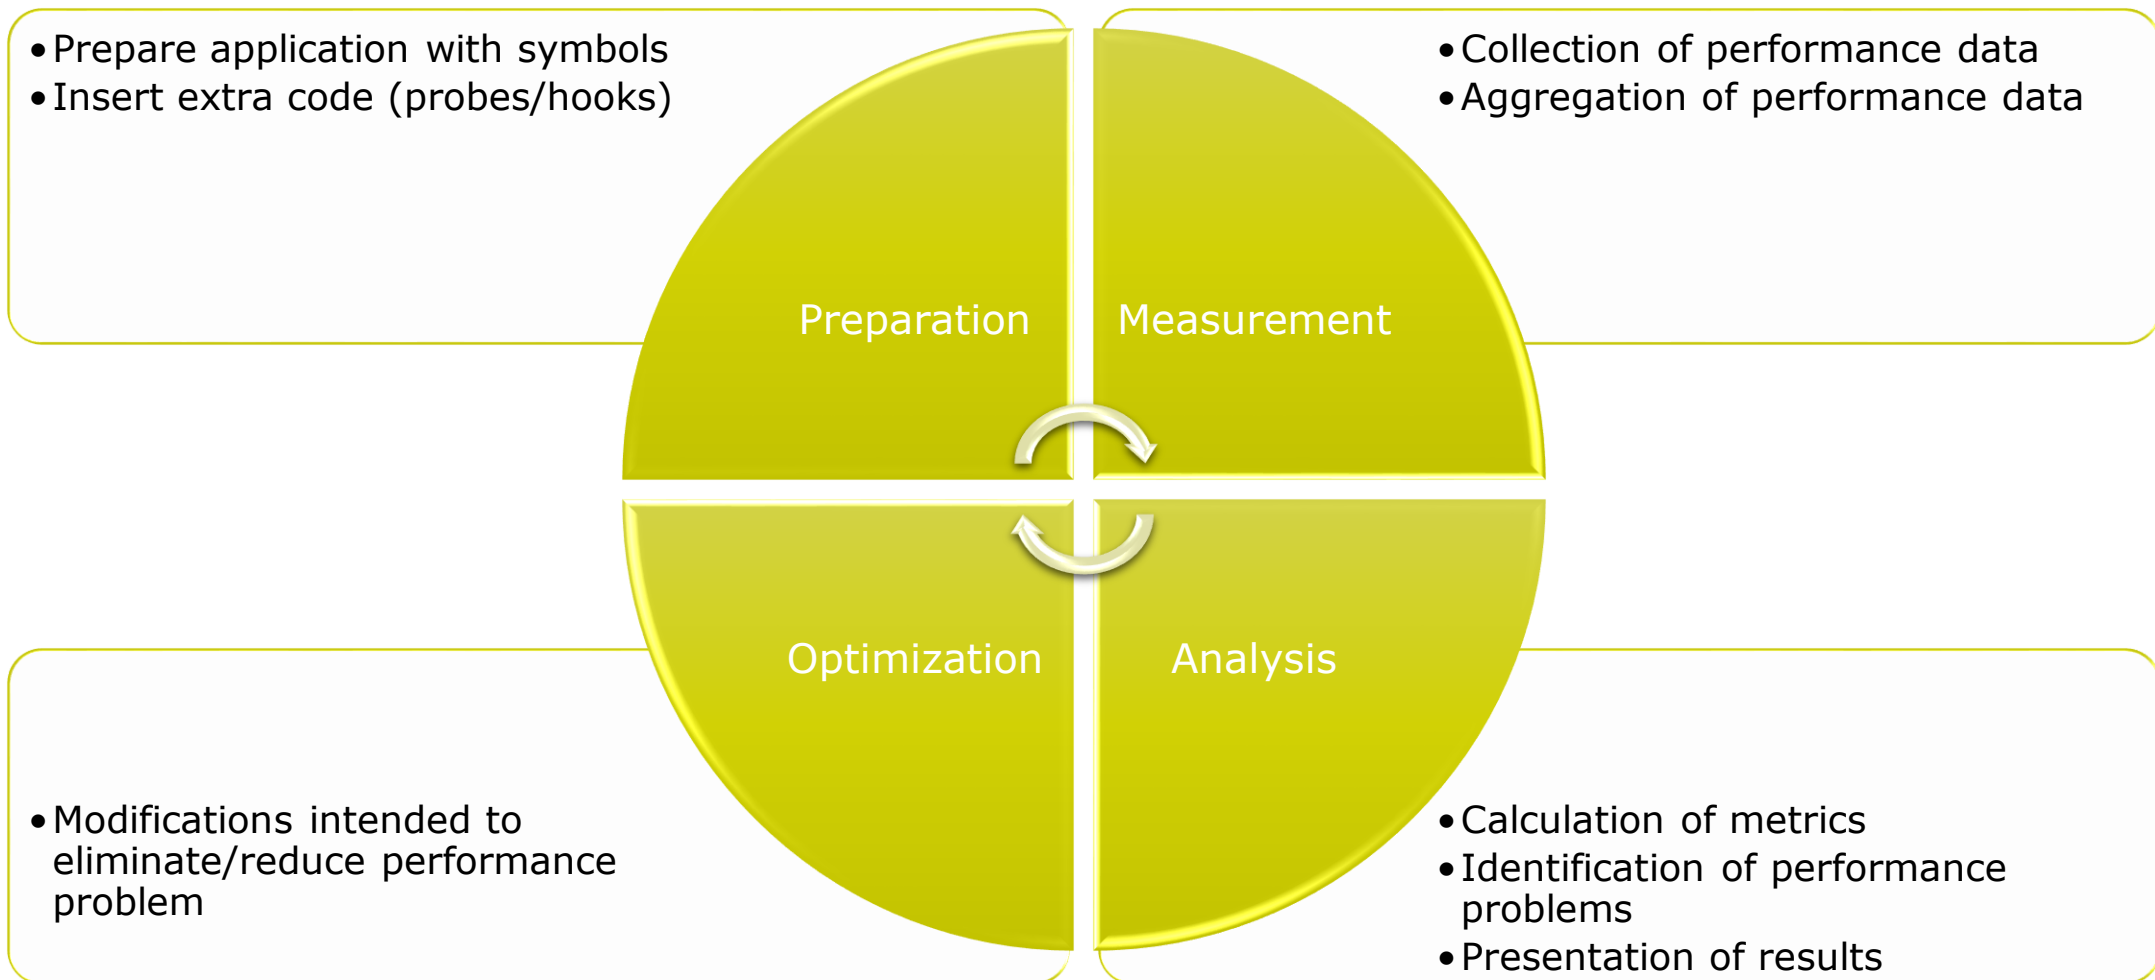 •Prepare application with symbols
•Insert extra code (probes/hooks)
•Collection of performance data
•Aggregation of performance data
Preparation
Measurement
Optimization
Analysis
•Modifications intended to
eliminate/reduce performance
problem
•Calculation of metrics
•Identification of performance
problems
•Presentation of results